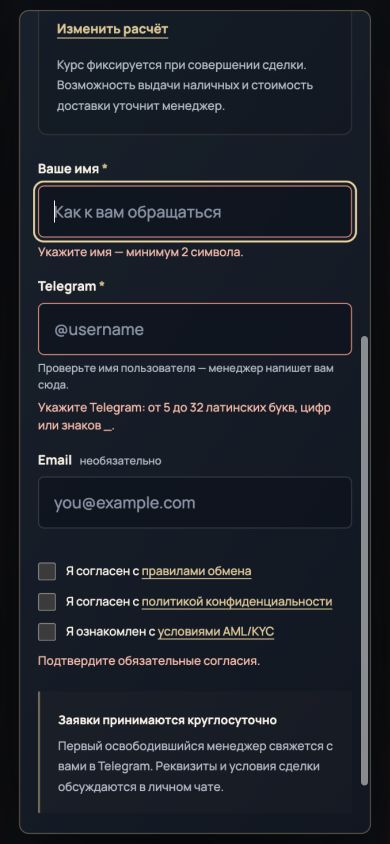 Изменить расчёт
Курс фиксируется при совершении сделки.
Возможность выдачи наличных и стоимость
доставки уточнит менеджер.
Ваше имя *
Как к вам обращаться
Укажите имя — минимум 2 символа.
Telegram *
@username
Проверьте имя пользователя — менеджер напишет вам
сюда.
Укажите Telegram: от 5 до 32 латинских букв, цифр
или знаков _.
Email необязательно
you@example.com
Я согласен с правилами обмена
Я согласен с политикой конфиденциальности
Я ознакомлен с условиями AML/KYC
Подтвердите обязательные согласия.
Заявки принимаются круглосуточно
Первый освободившийся менеджер свяжется с
вами в Telegram. Реквизиты и условия сделки
обсуждаются в личном чате.